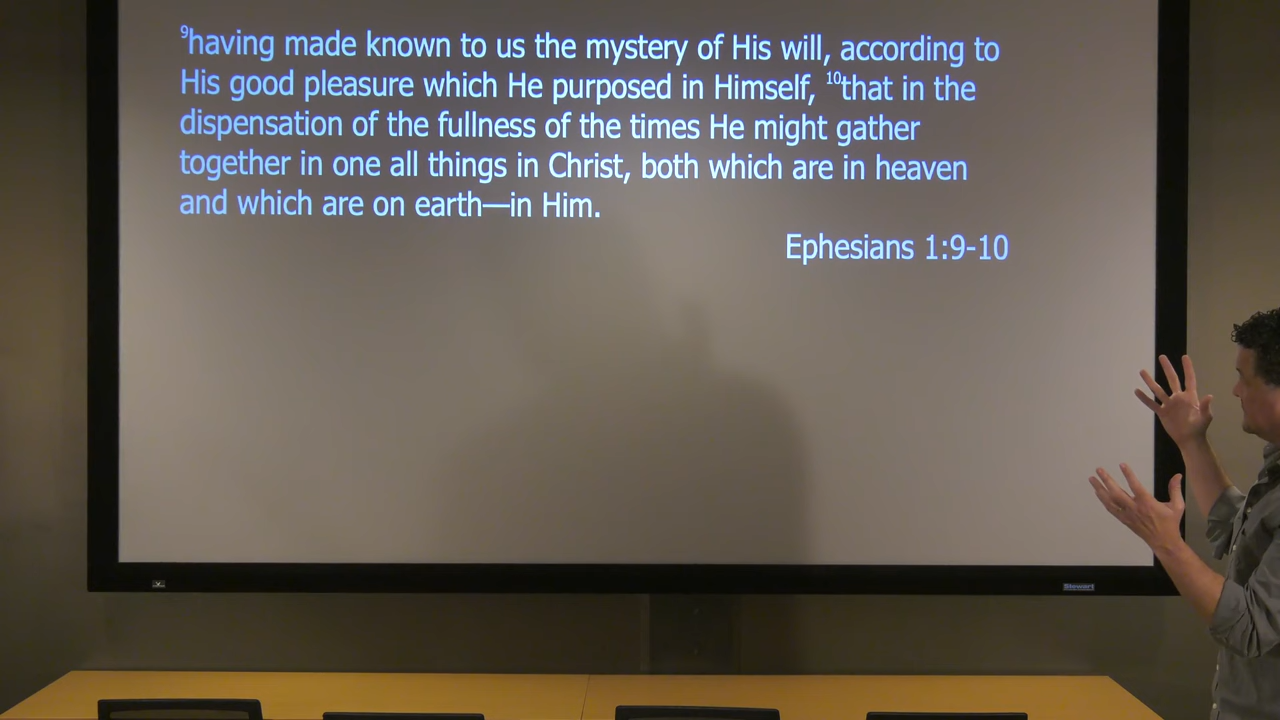 ⁹having made known to us the mystery of His will, according to
His good pleasure which He purposed in Himself, ¹⁰that in the
dispensation of the fullness of the times He might gather
together in one all things in Christ, both which are in heaven
and which are on earth—in Him.
Ephesians 1:9-10
Stewart